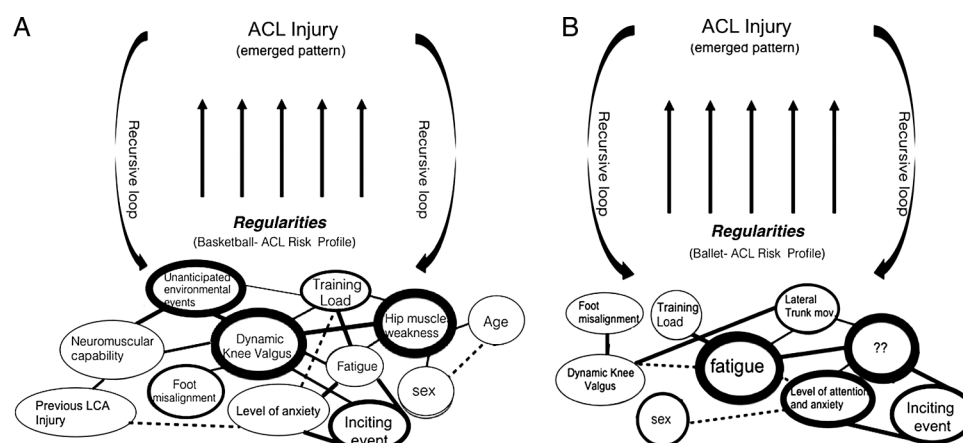 A
ACL Injury
(emerged pattern)
Recursive loop
Recursive loop
Regularities
(Basketball- ACL Risk Profile)
Unanticipated
environmental
events
Training
Load
Hip muscle
weakness
Age
Neuromuscular
capability
Dynamic
Knee Valgus
Fatigue
Foot
misalignment
sex
Previous LCA
Injury
Level of anxiety
Inciting
event
B
ACL Injury
(emerged pattern)
Recursive loop
Recursive loop
Regularities
(Ballet- ACL Risk Profile)
Foot
misalignment
Training
Load
Lateral
Trunk mov.
??
Dynamic Knee
Valgus
fatigue
Level of attention
and anxiety
sex
Inciting
event